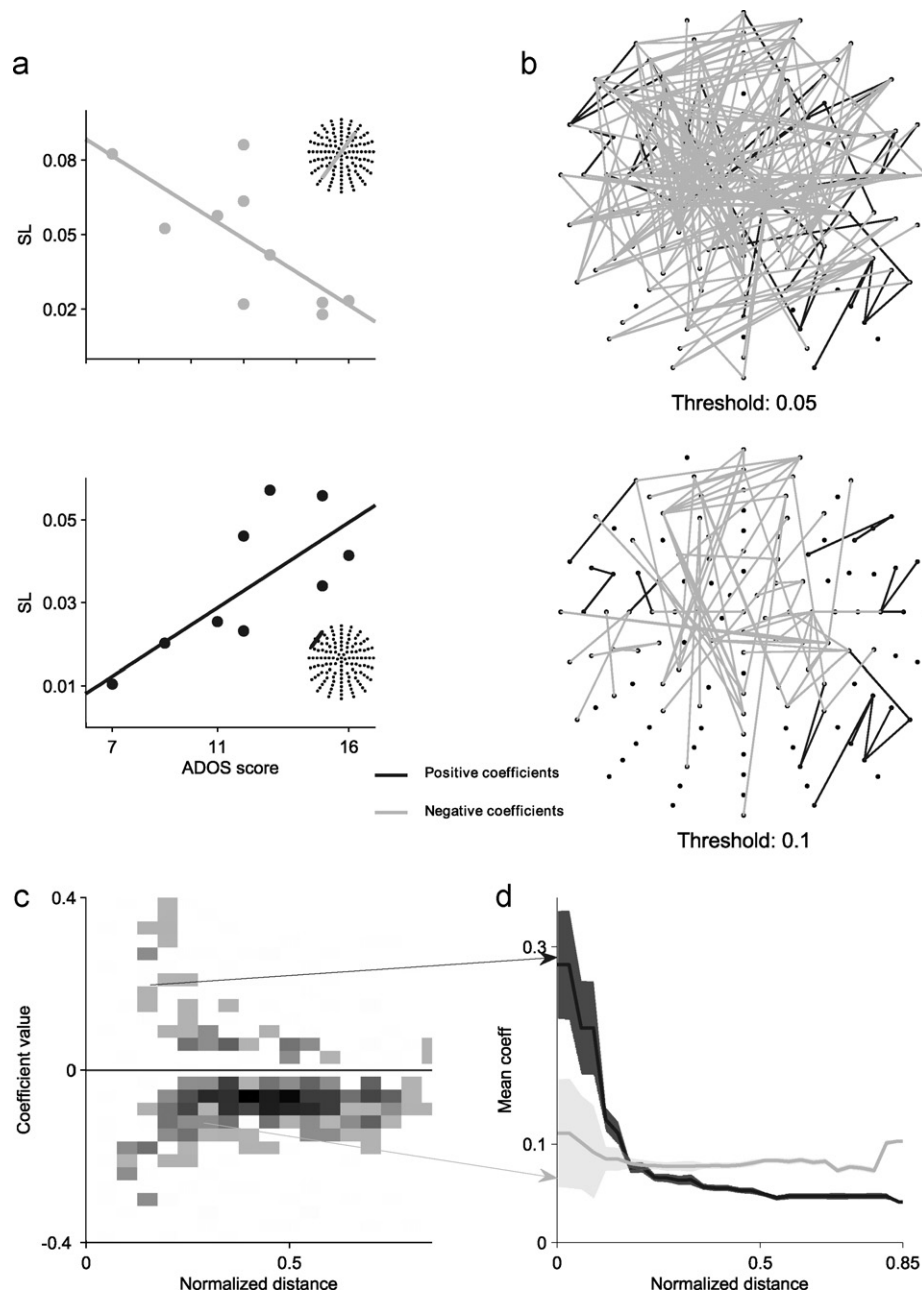 a
b
0.08
0.05
0.02
SL
Threshold: 0.05
0.05
0.03
0.01
SL
7
11
16
ADOS score
Positive coefficients
Negative coefficients
Threshold: 0.1
c
d
0.4
0
-0.4
Coefficient value
0
0.5
Normalized distance
0.3
0.1
0
Mean coeff
0
0.5
0.85
Normalized distance